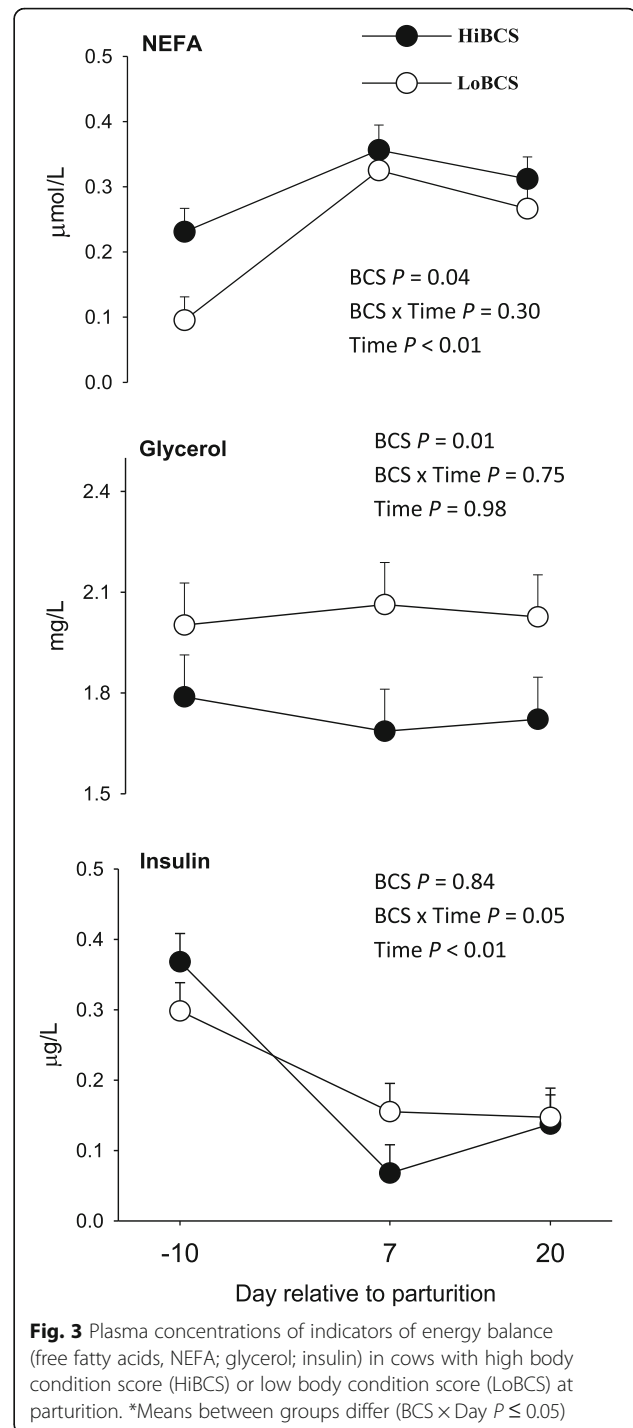 NEFA
HiBCS
LoBCS
0.5
0.4
0.3
0.2
0.1
0.0
μmol/L
BCS P = 0.04
BCS x Time P = 0.30
Time P < 0.01
Glycerol
BCS P = 0.01
BCS x Time P = 0.75
Time P = 0.98
2.4
2.1
1.8
1.5
mg/L
Insulin
BCS P = 0.84
BCS x Time P = 0.05
Time P < 0.01
0.5
0.4
0.3
0.2
0.1
0.0
μg/L
-10 7 20
Day relative to parturition
Fig. 3 Plasma concentrations of indicators of energy balance
(free fatty acids, NEFA; glycerol; insulin) in cows with high body
condition score (HiBCS) or low body condition score (LoBCS) at
parturition. *Means between groups differ (BCS × Day P ≤ 0.05)